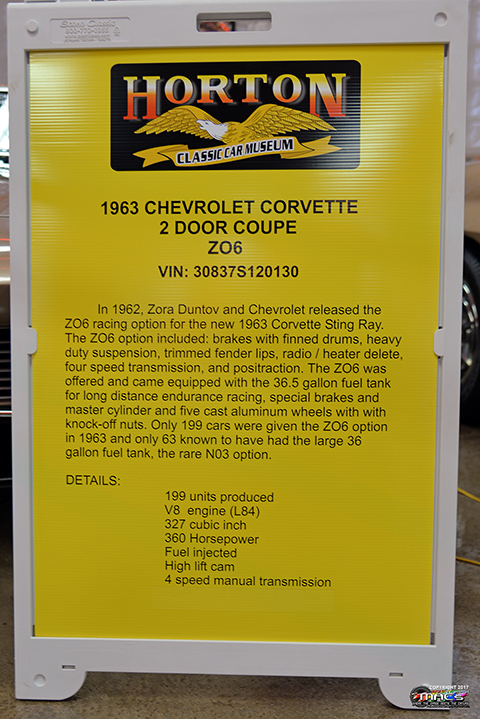 HORTON
CLASSIC CAR MUSEUM
1963 CHEVROLET CORVETTE
2 DOOR COUPE
ZO6
VIN: 30837S120130
In 1962, Zora Duntov and Chevrolet released the
ZO6 racing option for the new 1963 Corvette Sting Ray.
The ZO6 option included: brakes with finned drums, heavy
duty suspension, trimmed fender lips, radio / heater delete,
four speed transmission, and positraction. The ZO6 was
offered and came equipped with the 36.5 gallon fuel tank
for long distance endurance racing, special brakes and
master cylinder and five cast aluminum wheels with with
knock-off nuts. Only 199 cars were given the ZO6 option
in 1963 and only 63 known to have had the large 36
gallon fuel tank, the rare N03 option.
DETAILS:
199 units produced
V8 engine (L84)
327 cubic inch
360 Horsepower
Fuel injected
High lift cam
4 speed manual transmission
COPYRIGHT 2017